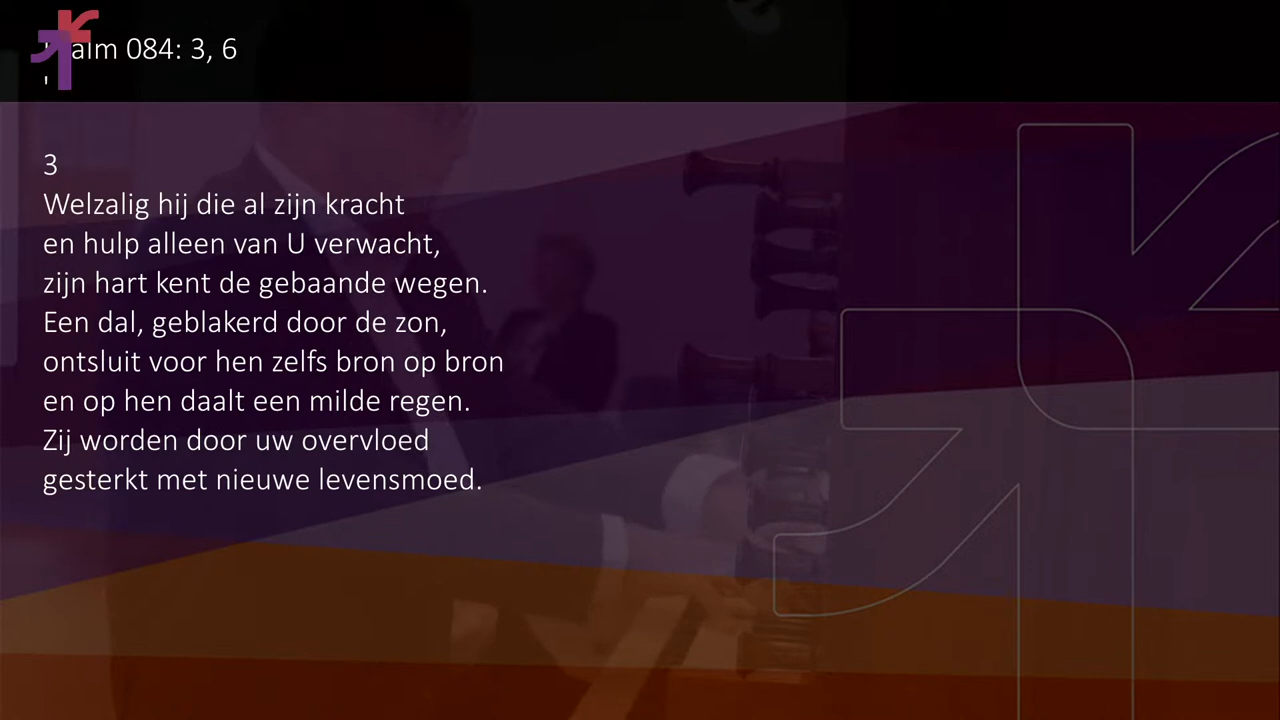 alm 084: 3, 6
'
3
Welzalig hij die al zijn kracht
en hulp alleen van U verwacht,
zijn hart kent de gebaande wegen.
Een dal, geblakerd door de zon,
ontsluit voor hen zelfs bron op bron
en op hen daalt een milde regen.
Zij worden door uw overvloed
gesterkt met nieuwe levensmoed.